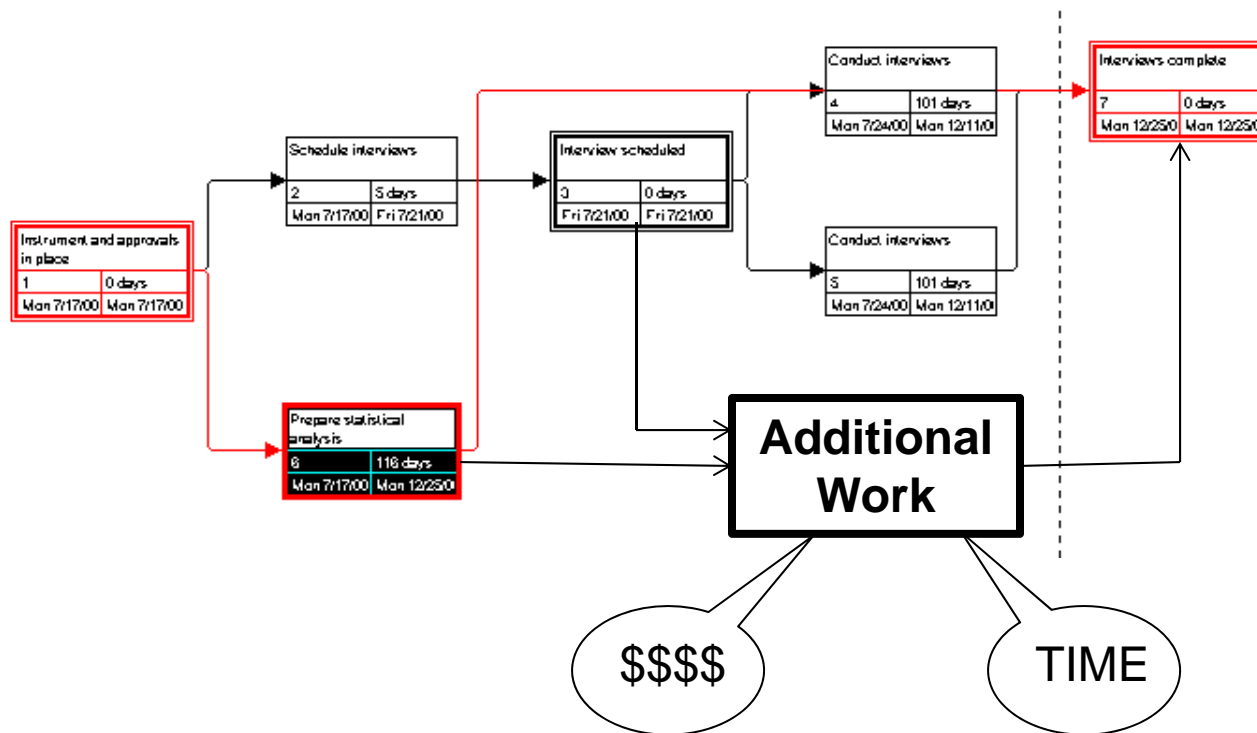 Conduct interviews
4 101 days
Mon 7/24/00 Mon 12/11/0
Interviews complete
7 0 days
Mon 12/25/0 Mon 12/25/0
Schedule interviews
2 5 days
Mon 7/17/00 Fri 7/21/00
Interview scheduled
3 0 days
Fri 7/21/00 Fri 7/21/00
Instrument and approvals
in place
1 0 days
Mon 7/17/00 Mon 7/17/00
Conduct interviews
5 101 days
Mon 7/24/00 Mon 12/11/0
Prepare statistical
analysis
6 116 days
Mon 7/17/00 Mon 12/25/0
Additional
Work
$$$$
TIME